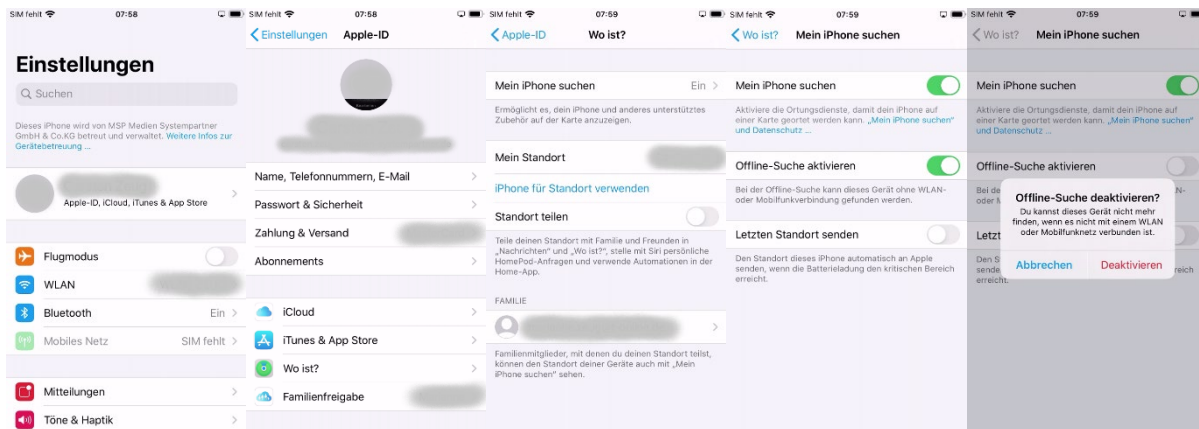 SIM fehlt 07:58
Einstellungen
Suchen
Dieses iPhone wird von MSP Medien Systempartner
GmbH & Co.KG betreut und verwaltet. Weitere Infos zur
Gerätebetreuung ...
Apple-ID, iCloud, iTunes & App Store
Flugmodus
WLAN
Bluetooth Ein
Mobiles Netz SIM fehlt
Mitteilungen
Töne & Haptik
SIM fehlt 07:58
Einstellungen Apple-ID
Name, Telefonnummern, E-Mail
Passwort & Sicherheit
Zahlung & Versand
Abonnements
iCloud
iTunes & App Store
Wo ist?
Familienfreigabe
SIM fehlt 07:59
Apple-ID Wo ist?
Mein iPhone suchen Ein
Ermöglicht es, dein iPhone und anderes unterstütztes
Zubehör auf der Karte anzuzeigen.
Mein Standort
iPhone für Standort verwenden
Standort teilen
Teile deinen Standort mit Familie und Freunden in
„Nachrichten“ und „Wo ist?“, stelle mit Siri persönliche
HomePod-Anfragen und verwende Automationen in der
Home-App.
FAMILIE
Familienmitglieder, mit denen du deinen Standort teilst,
können den Standort deiner Geräte auch mit „Mein
iPhone suchen“ sehen.
SIM fehlt 07:59
Wo ist? Mein iPhone suchen
Mein iPhone suchen
Aktiviere die Ortungsdienste, damit dein iPhone auf
einer Karte geortet werden kann. „Mein iPhone suchen“
und Datenschutz ...
Offline-Suche aktivieren
Bei der Offline-Suche kann dieses Gerät ohne WLAN-
oder Mobilfunkverbindung gefunden werden.
Letzten Standort senden
Den Standort dieses iPhone automatisch an Apple
senden, wenn die Batterieladung den kritischen Bereich
erreicht.
SIM fehlt 07:59
Wo ist? Mein iPhone suchen
Mein iPhone suchen
Aktiviere die Ortungsdienste, damit dein iPhone auf
einer Karte geortet werden kann. „Mein iPhone suchen“
und Datenschutz ...
Offline-Suche aktivieren
Offline-Suche deaktivieren?
Du kannst dieses Gerät nicht mehr
finden, wenn es nicht mit einem WLAN
oder Mobilfunknetz verbunden ist.
Abbrechen Deaktivieren
erreicht.